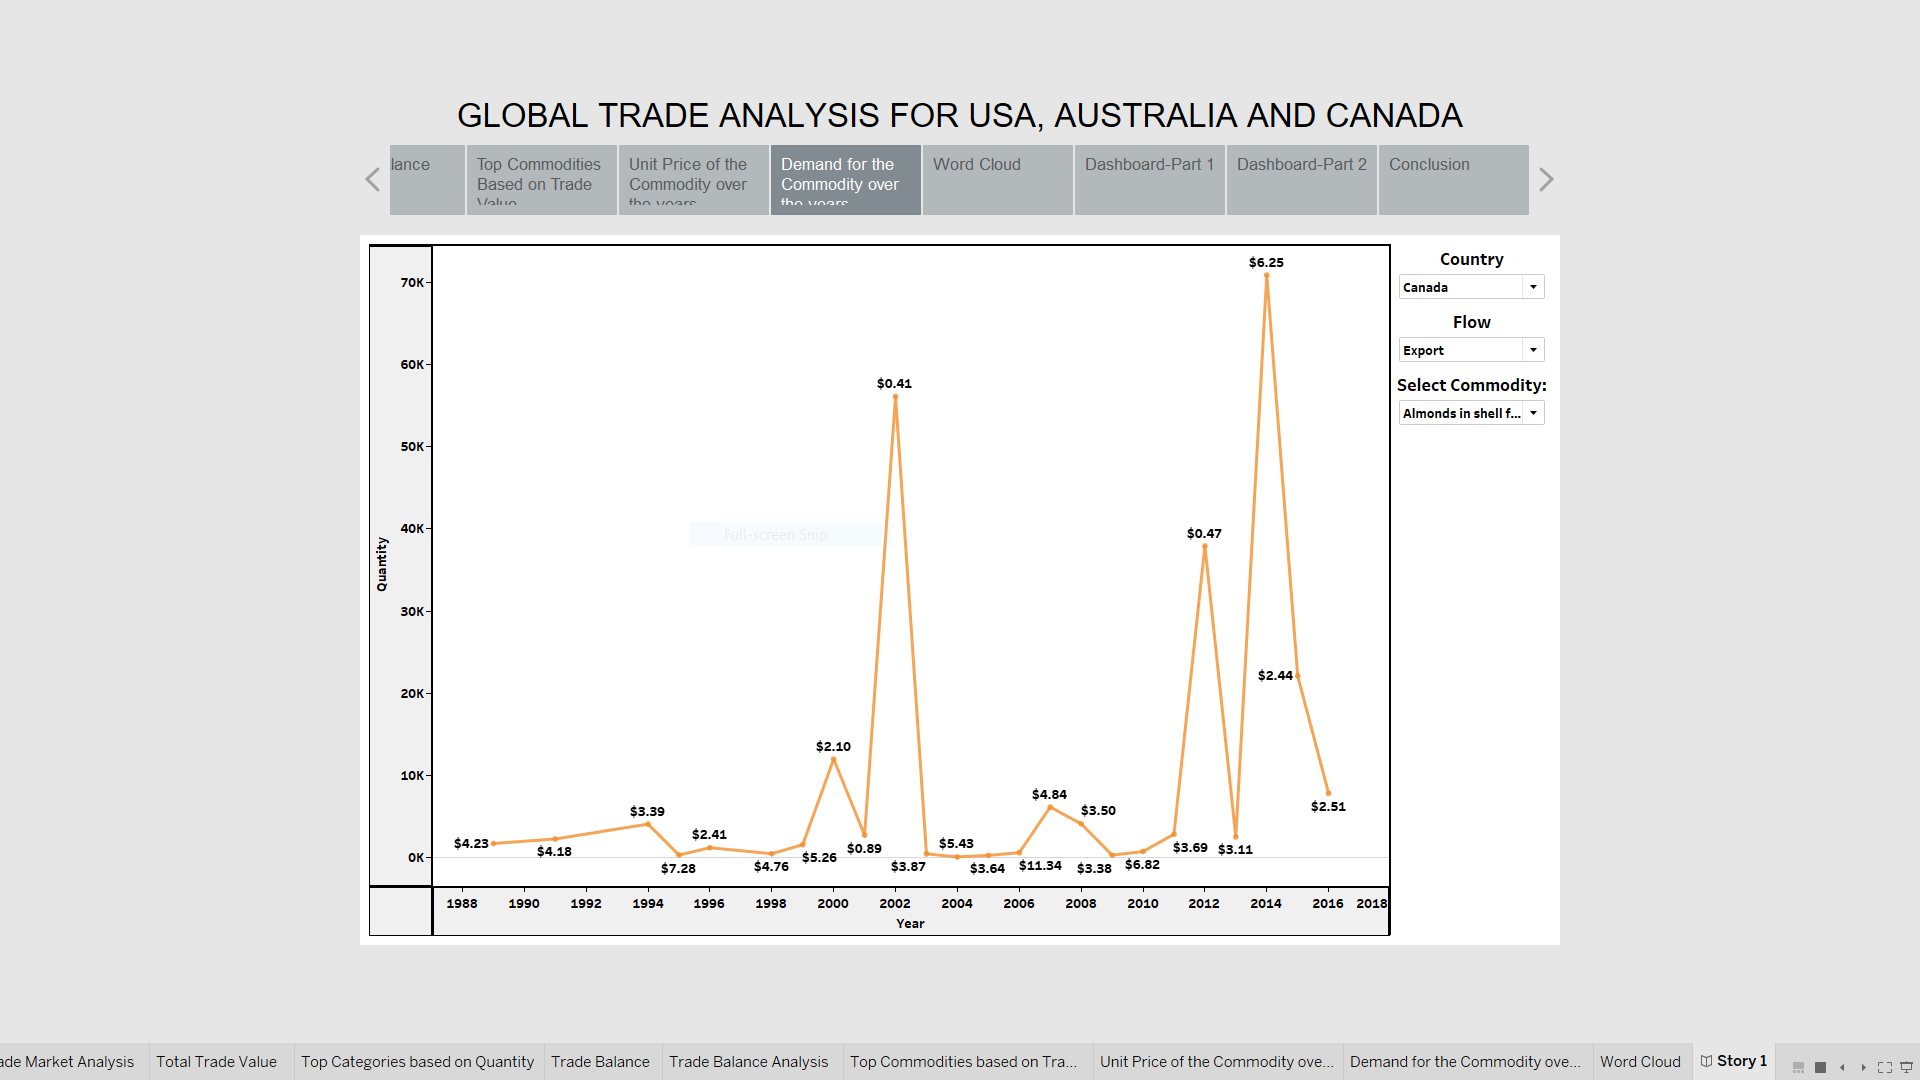 GLOBAL TRADE ANALYSIS FOR USA, AUSTRALIA AND CANADA
lance
Top Commodities
Based on Trade
Value
Unit Price of the
Commodity over
the years
Demand for the
Commodity over
the years
Word Cloud
Dashboard-Part 1
Dashboard-Part 2
Conclusion
Country
Canada
Flow
Export
Select Commodity:
Almonds in shell f...
Quantity
70K
60K
50K
40K
30K
20K
10K
0K
$4.23
$4.18
$3.39
$7.28
$2.41
$4.76
$5.26
$2.10
$0.89
$0.41
$3.87
$5.43
$3.64
$11.34
$4.84
$3.50
$3.38
$6.82
$3.69
$0.47
$3.11
$6.25
$2.44
$2.51
Full-screen Snip
1988 1990 1992 1994 1996 1998 2000 2002 2004 2006 2008 2010 2012 2014 2016 2018
Year
ade Market Analysis
Total Trade Value
Top Categories based on Quantity
Trade Balance
Trade Balance Analysis
Top Commodities based on Tra...
Unit Price of the Commodity ove...
Demand for the Commodity ove...
Word Cloud
Story 1